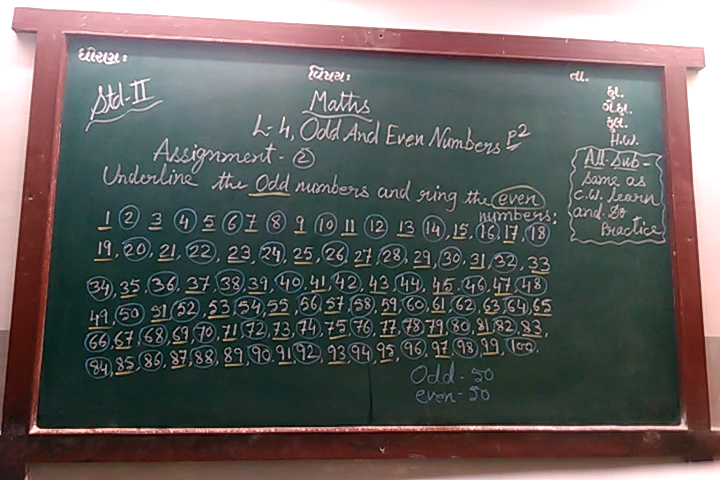 ધોરણઃ
વિષયઃ
તા.
Std-II
Maths
કુા.
ગે.હા.
કુલ.
H.W.
L-4, Odd And Even Numbers P2
Assignment-②
Underline the Odd numbers and ring the even
numbers:
All-Sub-
Same as
C.W. learn
and Do
Practice
1 2 3 4 5 6 7 8 9 10 11 12 13 14, 15, 16, 17, 18
19, 20, 21, 22, 23, 24, 25, 26, 27, 28, 29, 30, 31, 32, 33
34, 35, 36, 37, 38, 39, 40, 41, 42, 43, 44, 45, 46, 47, 48
49, 50, 51, 52, 53, 54, 55, 56, 57, 58, 59, 60, 61, 62, 63, 64, 65
66, 67, 68, 69, 70, 71, 72, 73, 74, 75, 76, 77, 78, 79, 80, 81, 82, 83,
84, 85, 86, 87, 88, 89, 90, 91, 92, 93, 94, 95, 96, 97, 98, 99, 100.
Odd - 50
even - 50